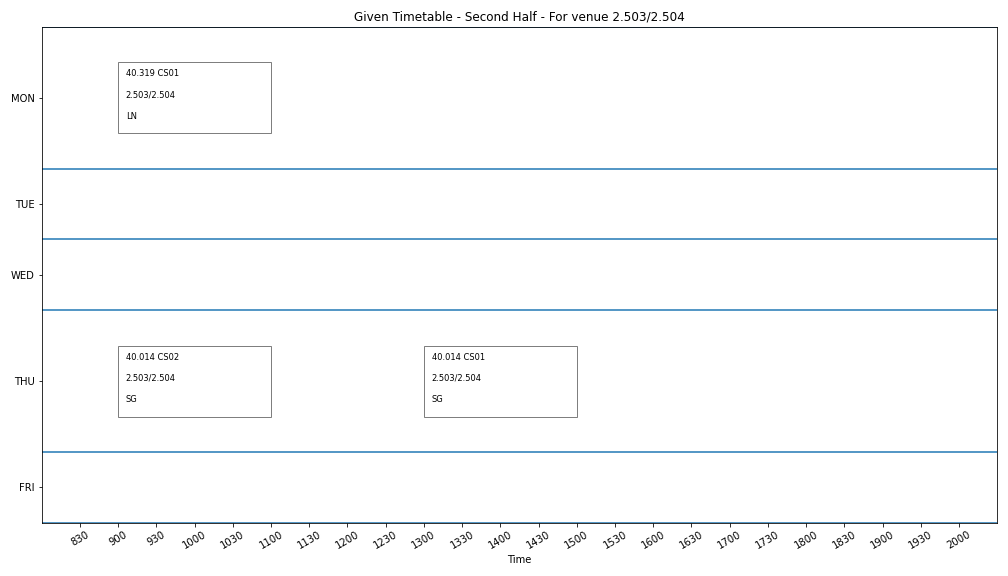 Given Timetable - Second Half - For venue 2.503/2.504
MON
40.319 CS01
2.503/2.504
LN
TUE
WED
THU
40.014 CS02
2.503/2.504
SG
40.014 CS01
2.503/2.504
SG
FRI
830 900 930 1000 1030 1100 1130 1200 1230 1300 1330 1400 1430 1500 1530 1600 1630 1700 1730 1800 1830 1900 1930 2000
Time